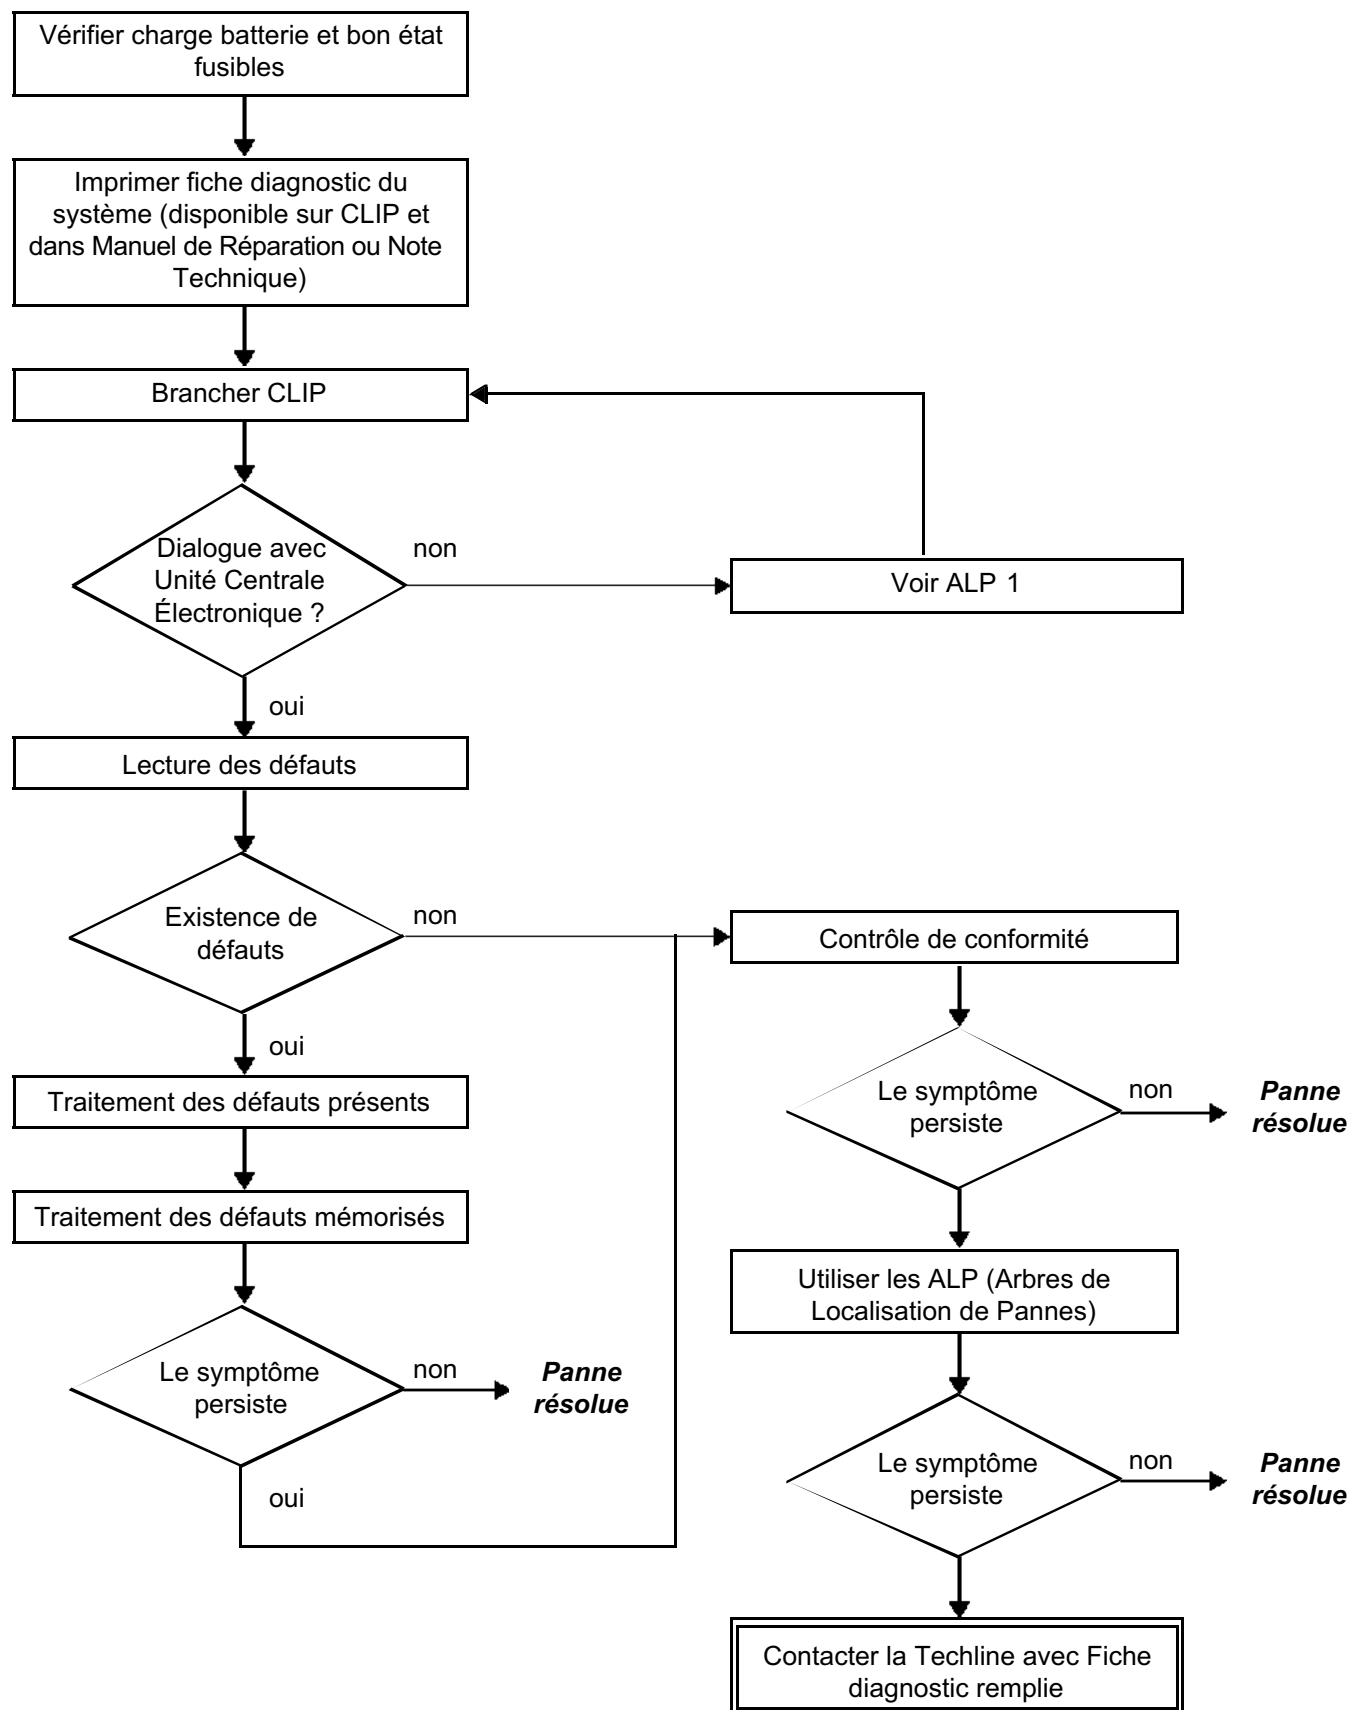 Vérifier charge batterie et bon état
fusibles
Imprimer fiche diagnostic du
système (disponible sur CLIP et
dans Manuel de Réparation ou Note
Technique)
Brancher CLIP
Dialogue avec
Unité Centrale
Électronique ?
non
Voir ALP 1
oui
Lecture des défauts
Existence de
défauts
non
Contrôle de conformité
oui
Traitement des défauts présents
Le symptôme
persiste
non
Panne
résolue
Traitement des défauts mémorisés
Utiliser les ALP (Arbres de
Localisation de Pannes)
Le symptôme
persiste
non
Panne
résolue
oui
Le symptôme
persiste
non
Panne
résolue
Contacter la Techline avec Fiche
diagnostic remplie